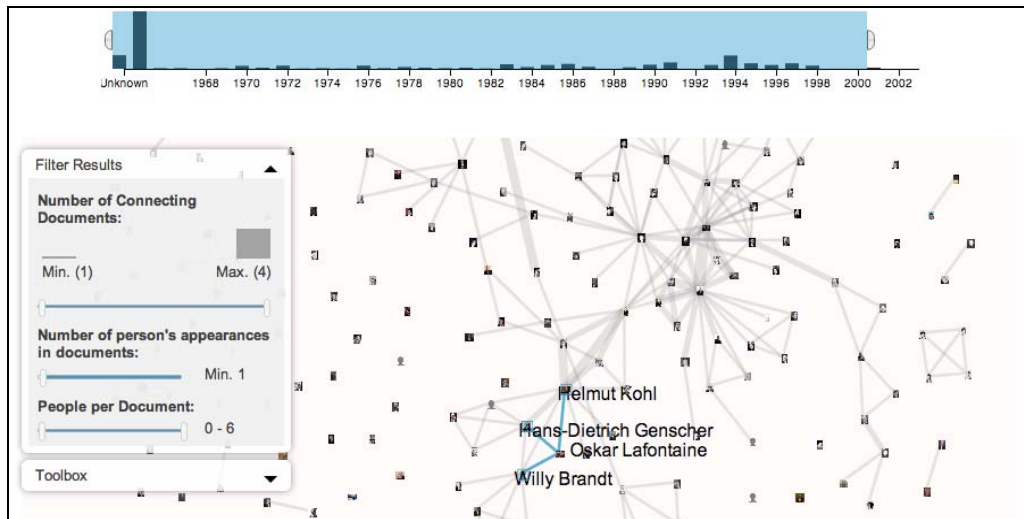 Unknown 1968 1970 1972 1974 1976 1978 1980 1982 1984 1986 1988 1990 1992 1994 1996 1998 2000 2002
Filter Results
Number of Connecting
Documents:
Min. (1) Max. (4)
Number of person's appearances
in documents:
Min. 1
People per Document:
0 - 6
Toolbox
Helmut Kohl
Hans-Dietrich Genscher
Oskar Lafontaine
Willy Brandt